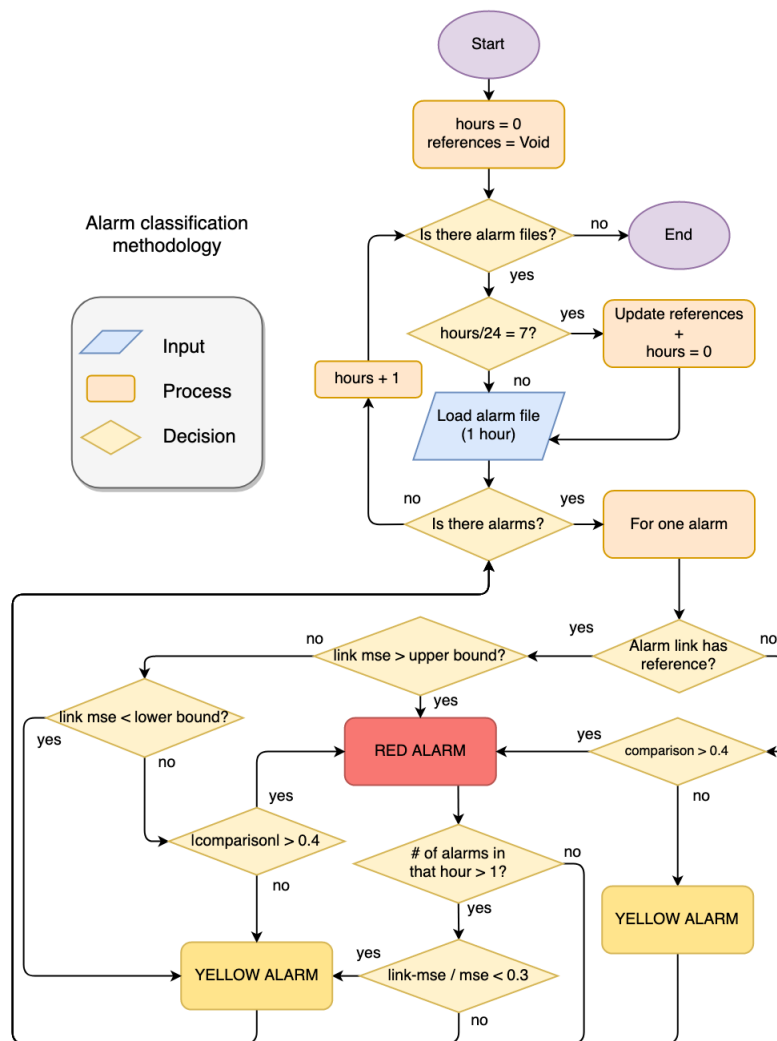 Start
hours = 0
references = Void
Alarm classification
methodology
Is there alarm files?
no
End
yes
Input
Process
Decision
hours/24 = 7?
yes
Update references
+
hours = 0
hours + 1
no
Load alarm file
(1 hour)
no
Is there alarms?
yes
For one alarm
no
link mse > upper bound?
yes
Alarm link has
reference?
no
yes
link mse < lower bound?
yes
no
RED ALARM
yes
comparison > 0.4
no
yes
|comparison| > 0.4
no
# of alarms in
that hour > 1?
no
yes
YELLOW ALARM
YELLOW ALARM
yes
link-mse / mse < 0.3
no